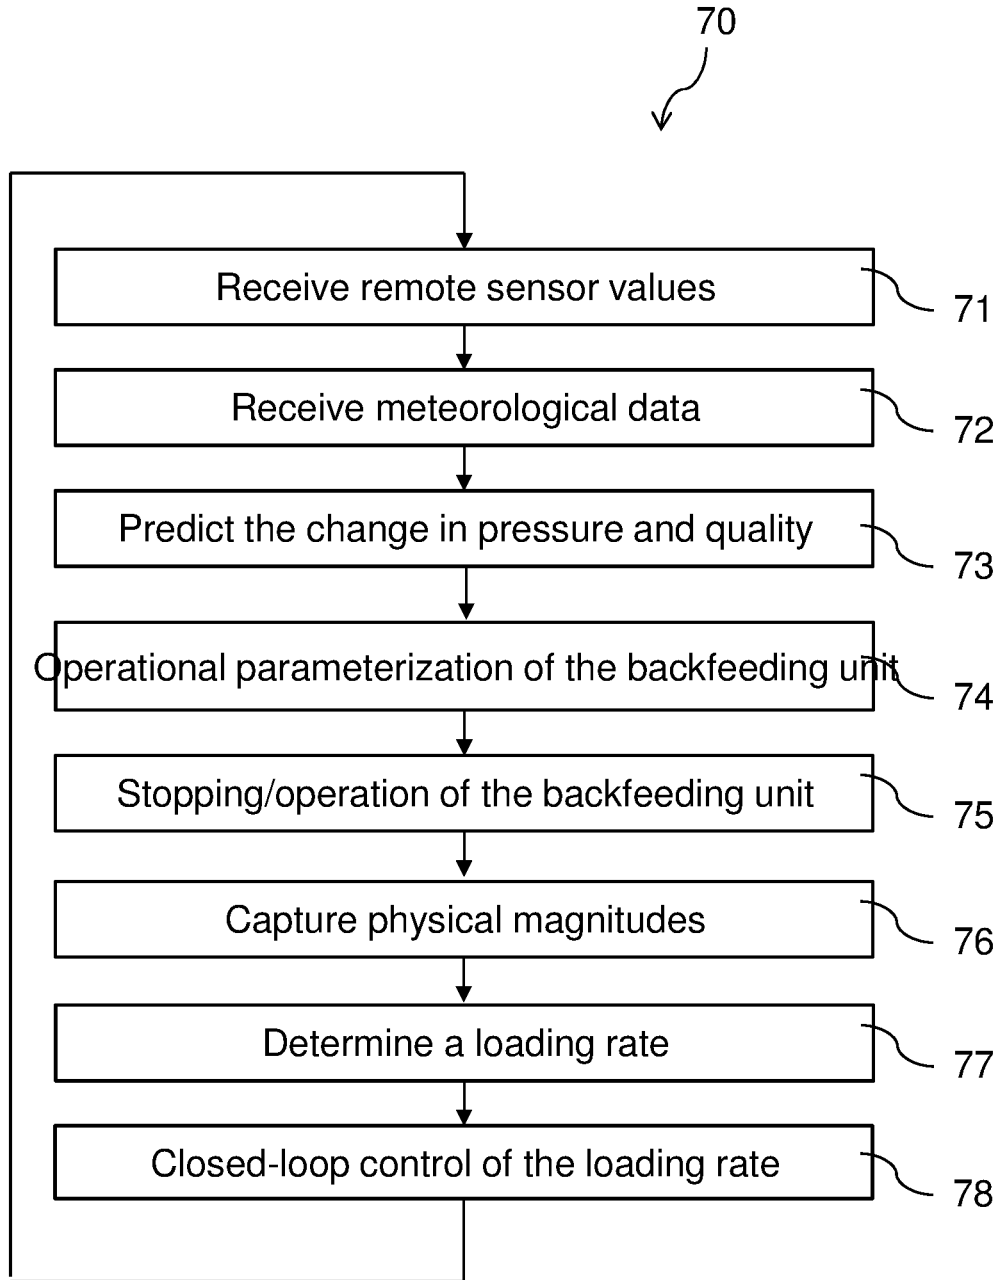 70
Receive remote sensor values
71
Receive meteorological data
72
Predict the change in pressure and quality
73
Operational parameterization of the backfeeding unit
74
Stopping/operation of the backfeeding unit
75
Capture physical magnitudes
76
Determine a loading rate
77
Closed-loop control of the loading rate
78